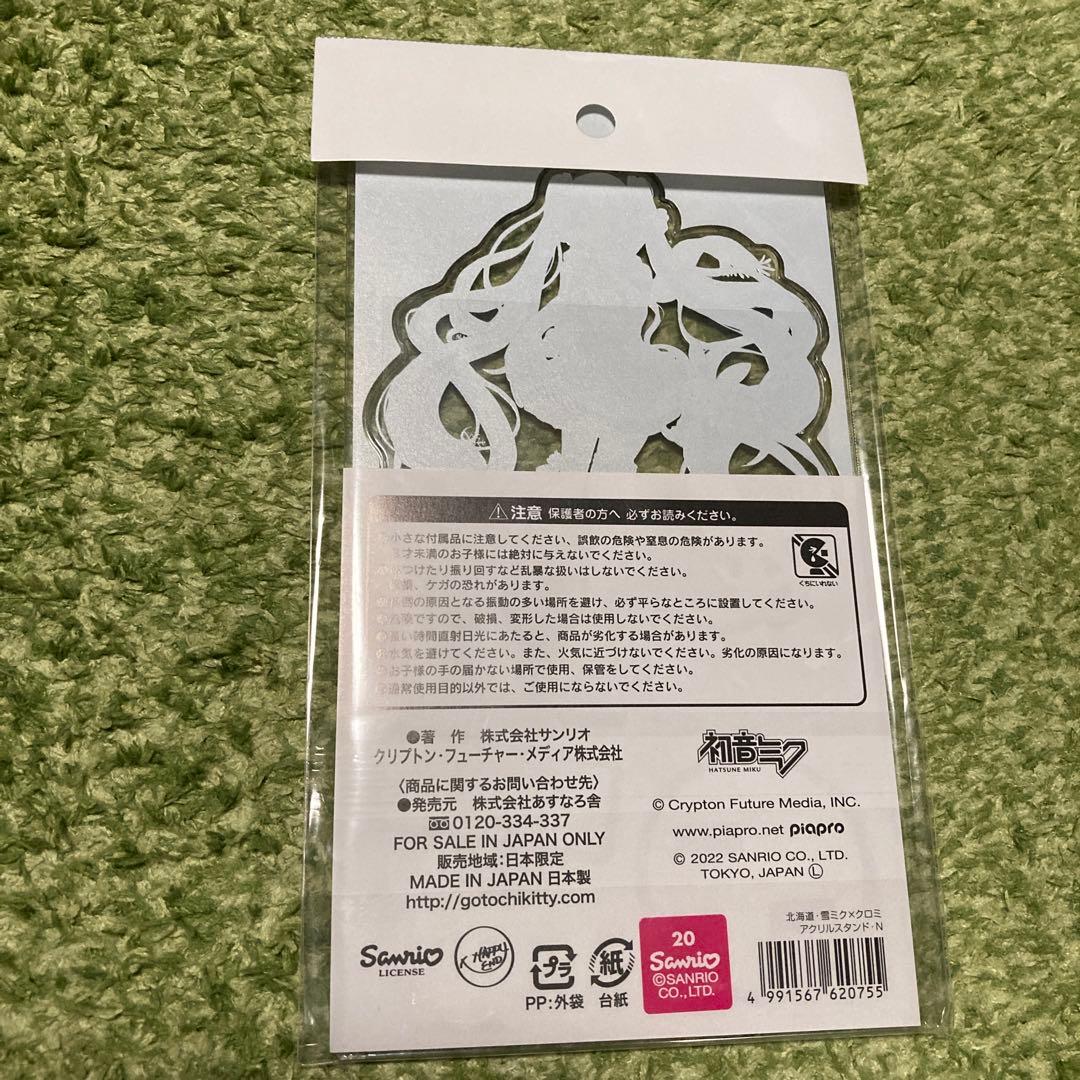 注意 保護者の方へ 必ずお読みください。
小さな付属品に注意してください、誤飲の危険や窒息の危険があります。
才未満のお子様には絶対に与えないでください。
つけたり振り回すなど乱暴な扱いはしないでください。
損、ケガの恐れがあります。
の原因となる振動の多い場所を避け、必ず平らなところに設置してください。
ですので、破損、変形した場合は使用しないでください。
い時間直射日光にあたると、商品が劣化する場合があります。
水気を避けてください。また、火気に近づけないでください。劣化の原因になります。
お子様の手の届かない場所で使用、保管をしてください。
通常使用目的以外では、ご使用にならないでください。
くちにいれない
●著 作 株式会社サンリオ
クリプトン・フューチャー・メディア株式会社
〈商品に関するお問い合わせ先〉
●発売元 株式会社あすなろ舎
0120-334-337
FOR SALE IN JAPAN ONLY
販売地域:日本限定
MADE IN JAPAN 日本製
http://gotochikitty.com
初音ミク
HATSUNE MIKU
© Crypton Future Media, INC.
www.piapro.net piapro
© 2022 SANRIO CO., LTD.
TOKYO, JAPAN Ⓛ
Sanrio
LICENSE
HAPPY END
プラ
PP:外袋
紙
台紙
20
Sanrio
©SANRIO
CO.,LTD.
北海道・雪ミク×クロミ
アクリルスタンド・N
4 991567 620755